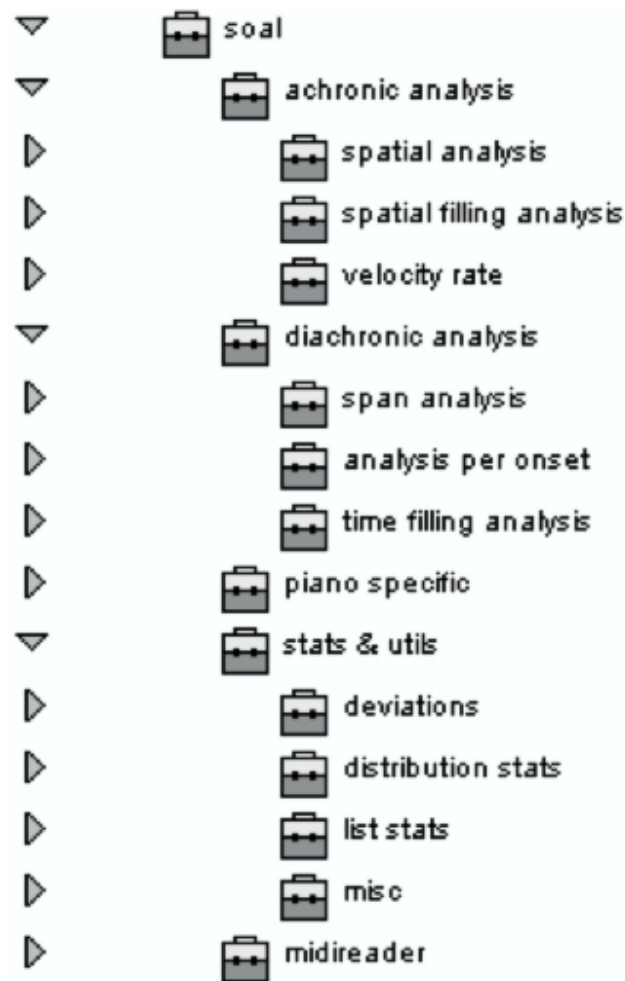 soal
achronic analysis
spatial analysis
spatial filling analysis
velocity rate
diachronic analysis
span analysis
analysis per onset
time filling analysis
piano specific
stats & utils
deviations
distribution stats
list stats
misc
midireader